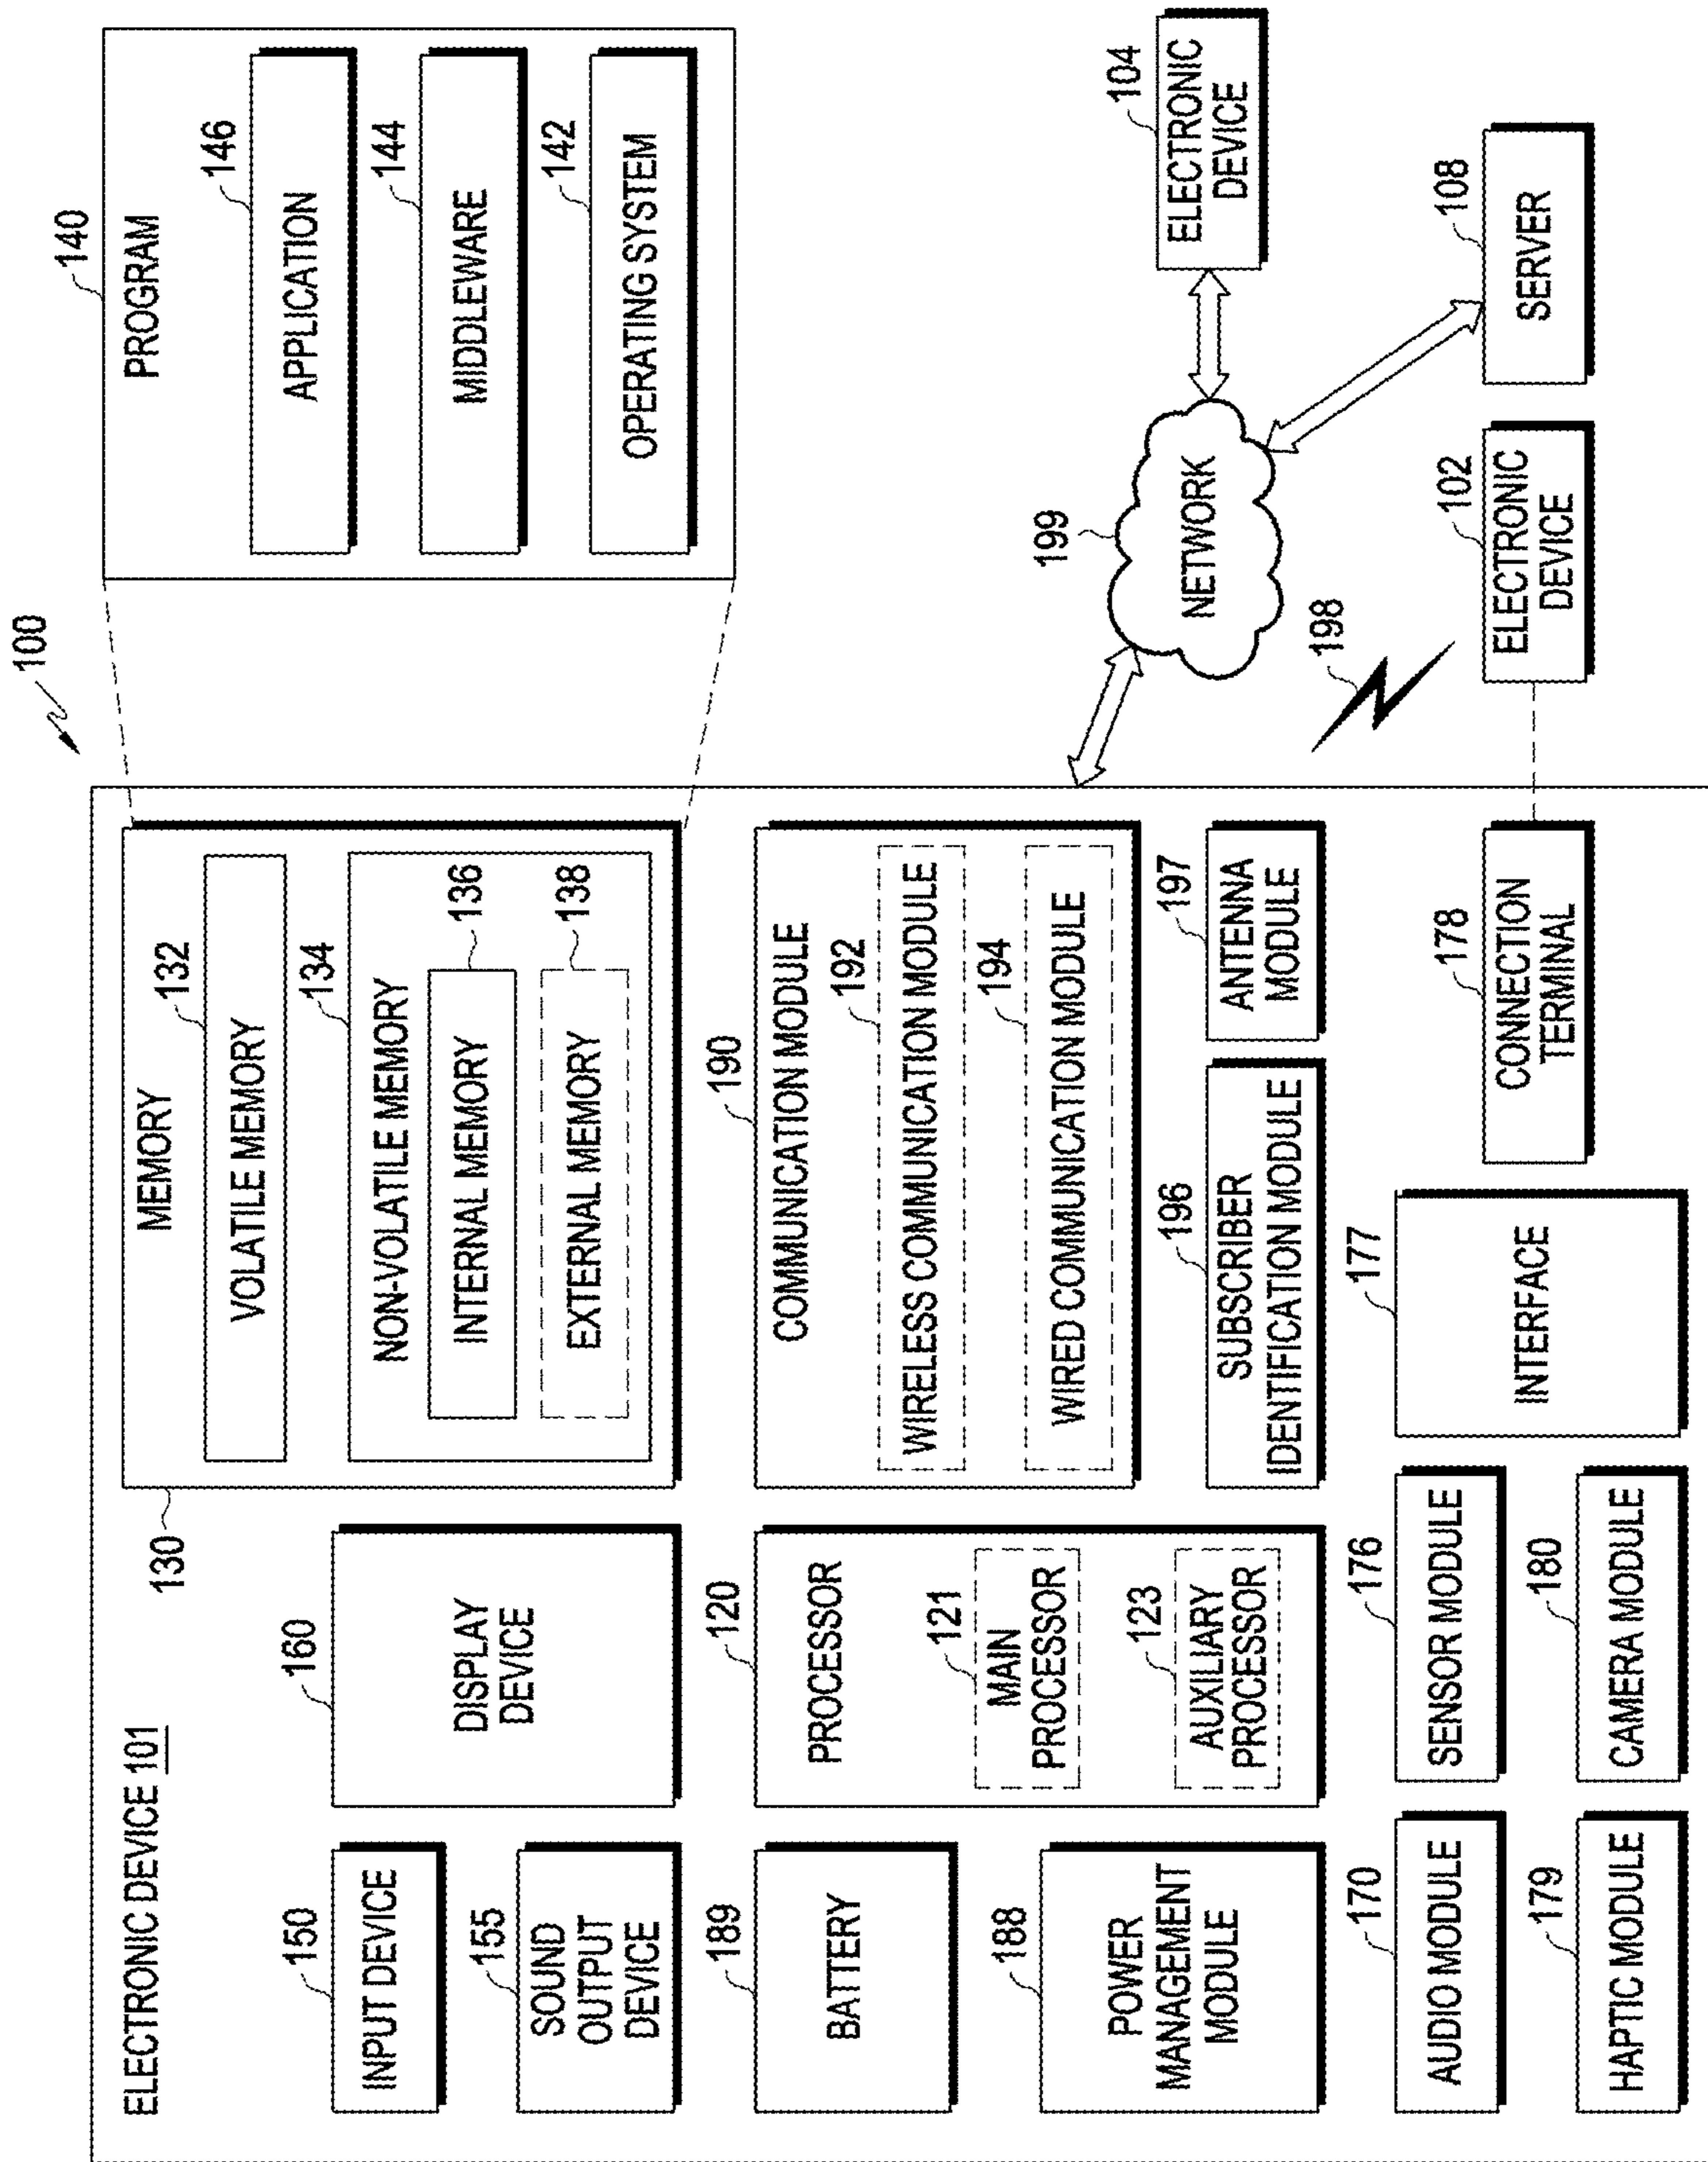 100
ELECTRONIC DEVICE 101
150
INPUT DEVICE
155
SOUND
OUTPUT
DEVICE
160
DISPLAY
DEVICE
130
MEMORY
132
VOLATILE MEMORY
134
NON-VOLATILE MEMORY
136
INTERNAL MEMORY
138
EXTERNAL MEMORY
140
PROGRAM
146
APPLICATION
144
MIDDLEWARE
142
OPERATING SYSTEM
189
BATTERY
188
POWER
MANAGEMENT
MODULE
120
PROCESSOR
121
MAIN
PROCESSOR
123
AUXILIARY
PROCESSOR
190
COMMUNICATION MODULE
192
WIRELESS COMMUNICATION MODULE
194
WIRED COMMUNICATION MODULE
196
SUBSCRIBER
IDENTIFICATION MODULE
197
ANTENNA
MODULE
199
NETWORK
104
ELECTRONIC
DEVICE
108
SERVER
198
102
ELECTRONIC
DEVICE
170
AUDIO MODULE
176
SENSOR MODULE
177
INTERFACE
178
CONNECTION
TERMINAL
179
HAPTIC MODULE
180
CAMERA MODULE